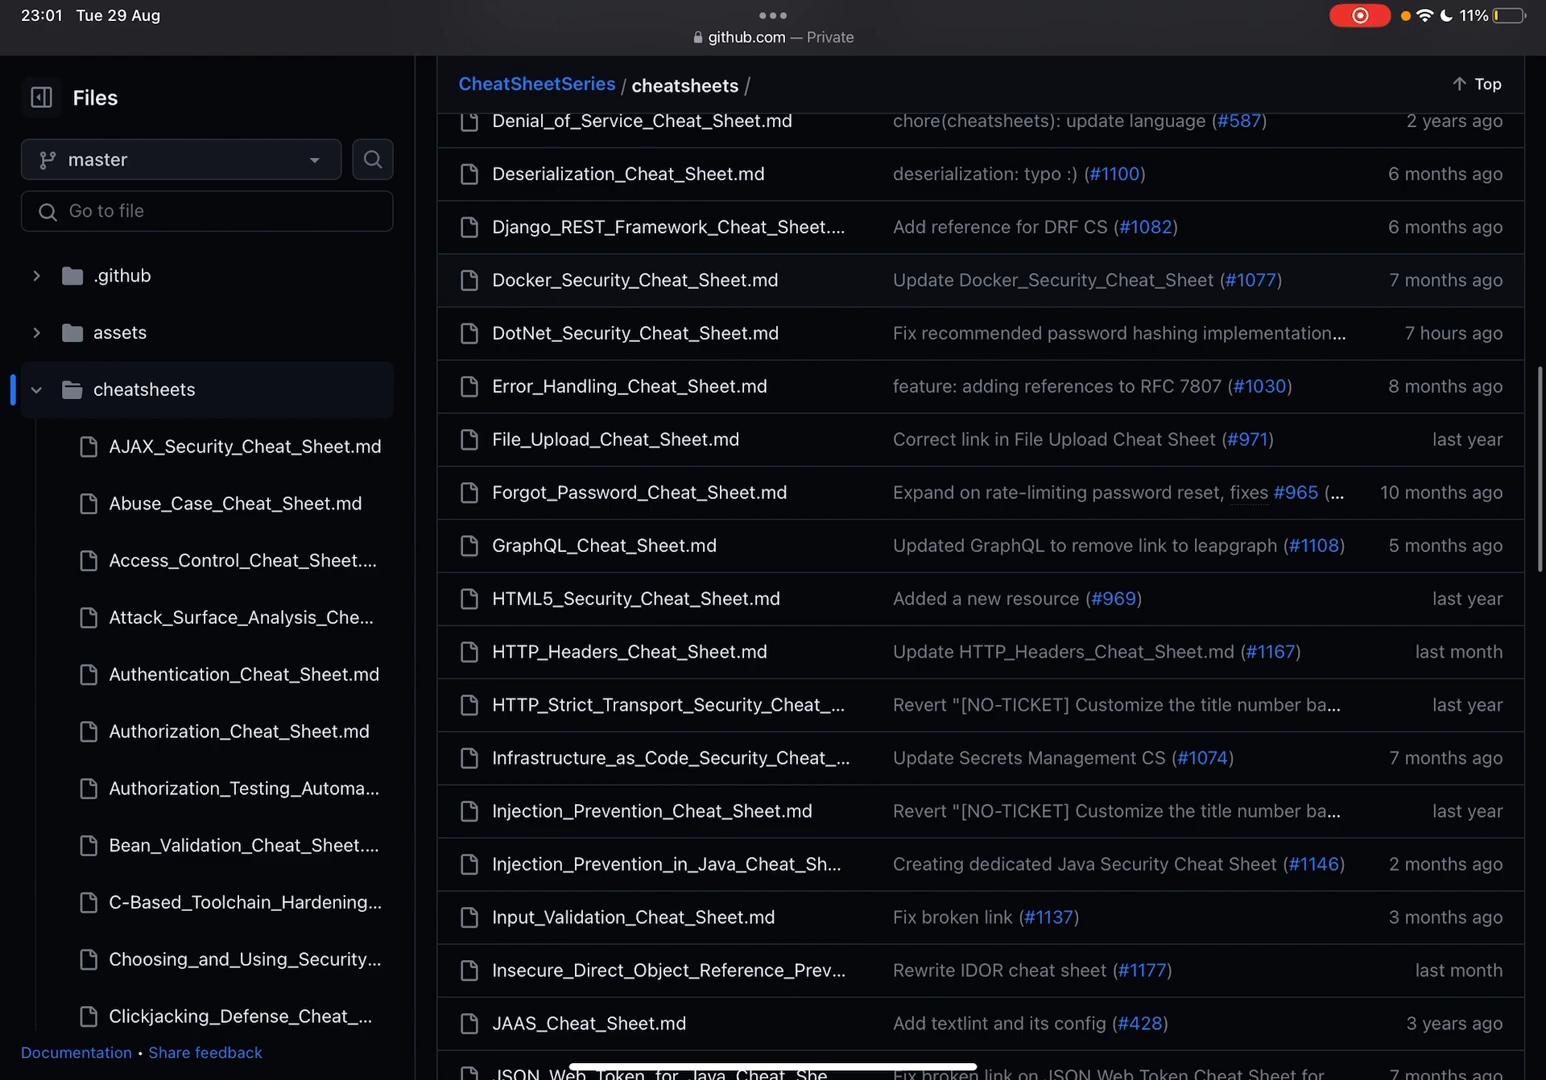 23:01 Tue 29 Aug
github.com — Private
11%
Files
master
Go to file
.github
assets
cheatsheets
AJAX_Security_Cheat_Sheet.md
Abuse_Case_Cheat_Sheet.md
Access_Control_Cheat_Sheet....
Attack_Surface_Analysis_Che...
Authentication_Cheat_Sheet.md
Authorization_Cheat_Sheet.md
Authorization_Testing_Automa...
Bean_Validation_Cheat_Sheet....
C-Based_Toolchain_Hardening...
Choosing_and_Using_Security...
Clickjacking_Defense_Cheat_...
Documentation • Share feedback
CheatSheetSeries / cheatsheets /
Top
Denial_of_Service_Cheat_Sheet.md chore(cheatsheets): update language (#587) 2 years ago
Deserialization_Cheat_Sheet.md deserialization: typo :) (#1100) 6 months ago
Django_REST_Framework_Cheat_Sheet.... Add reference for DRF CS (#1082) 6 months ago
Docker_Security_Cheat_Sheet.md Update Docker_Security_Cheat_Sheet (#1077) 7 months ago
DotNet_Security_Cheat_Sheet.md Fix recommended password hashing implementation... 7 hours ago
Error_Handling_Cheat_Sheet.md feature: adding references to RFC 7807 (#1030) 8 months ago
File_Upload_Cheat_Sheet.md Correct link in File Upload Cheat Sheet (#971) last year
Forgot_Password_Cheat_Sheet.md Expand on rate-limiting password reset, fixes #965 (... 10 months ago
GraphQL_Cheat_Sheet.md Updated GraphQL to remove link to leapgraph (#1108) 5 months ago
HTML5_Security_Cheat_Sheet.md Added a new resource (#969) last year
HTTP_Headers_Cheat_Sheet.md Update HTTP_Headers_Cheat_Sheet.md (#1167) last month
HTTP_Strict_Transport_Security_Cheat_... Revert "[NO-TICKET] Customize the title number ba... last year
Infrastructure_as_Code_Security_Cheat_... Update Secrets Management CS (#1074) 7 months ago
Injection_Prevention_Cheat_Sheet.md Revert "[NO-TICKET] Customize the title number ba... last year
Injection_Prevention_in_Java_Cheat_Sh... Creating dedicated Java Security Cheat Sheet (#1146) 2 months ago
Input_Validation_Cheat_Sheet.md Fix broken link (#1137) 3 months ago
Insecure_Direct_Object_Reference_Prev... Rewrite IDOR cheat sheet (#1177) last month
JAAS_Cheat_Sheet.md Add textlint and its config (#428) 3 years ago
JSON_Web_Token_for_Java_Cheat_She... Fix broken link on JSON Web Token Cheat Sheet for 7 months ago